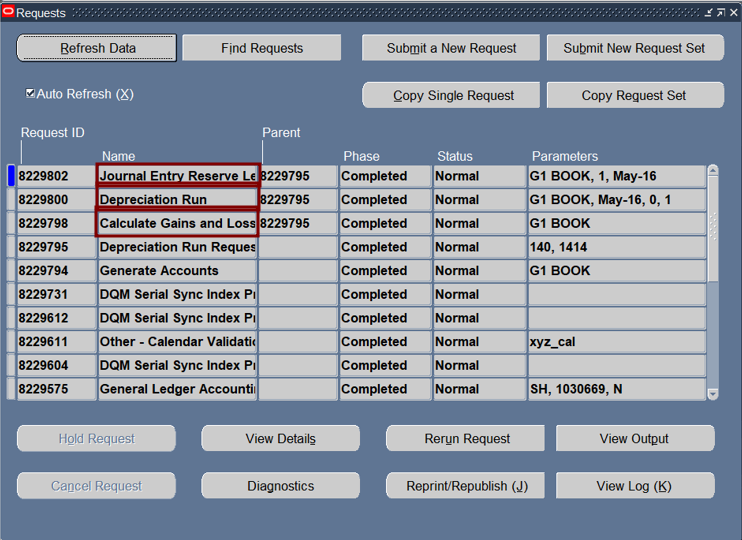 Requests
Refresh Data
Find Requests
Submit a New Request
Submit New Request Set
Auto Refresh (X)
Copy Single Request
Copy Request Set
Request ID
Parent
Name
Phase
Status
Parameters
8229802 Journal Entry Reserve Le 8229795 Completed Normal G1 BOOK, 1, May-16
8229800 Depreciation Run 8229795 Completed Normal G1 BOOK, May-16, 0, 1
8229798 Calculate Gains and Loss 8229795 Completed Normal G1 BOOK
8229795 Depreciation Run Reques Completed Normal 140, 1414
8229794 Generate Accounts Completed Normal G1 BOOK
8229731 DQM Serial Sync Index Pr Completed Normal
8229612 DQM Serial Sync Index Pr Completed Normal
8229611 Other - Calendar Validatio Completed Normal xyz_cal
8229604 DQM Serial Sync Index Pr Completed Normal
8229575 General Ledger Accounti Completed Normal SH, 1030669, N
Hold Request
View Details
Rerun Request
View Output
Cancel Request
Diagnostics
Reprint/Republish (J)
View Log (K)